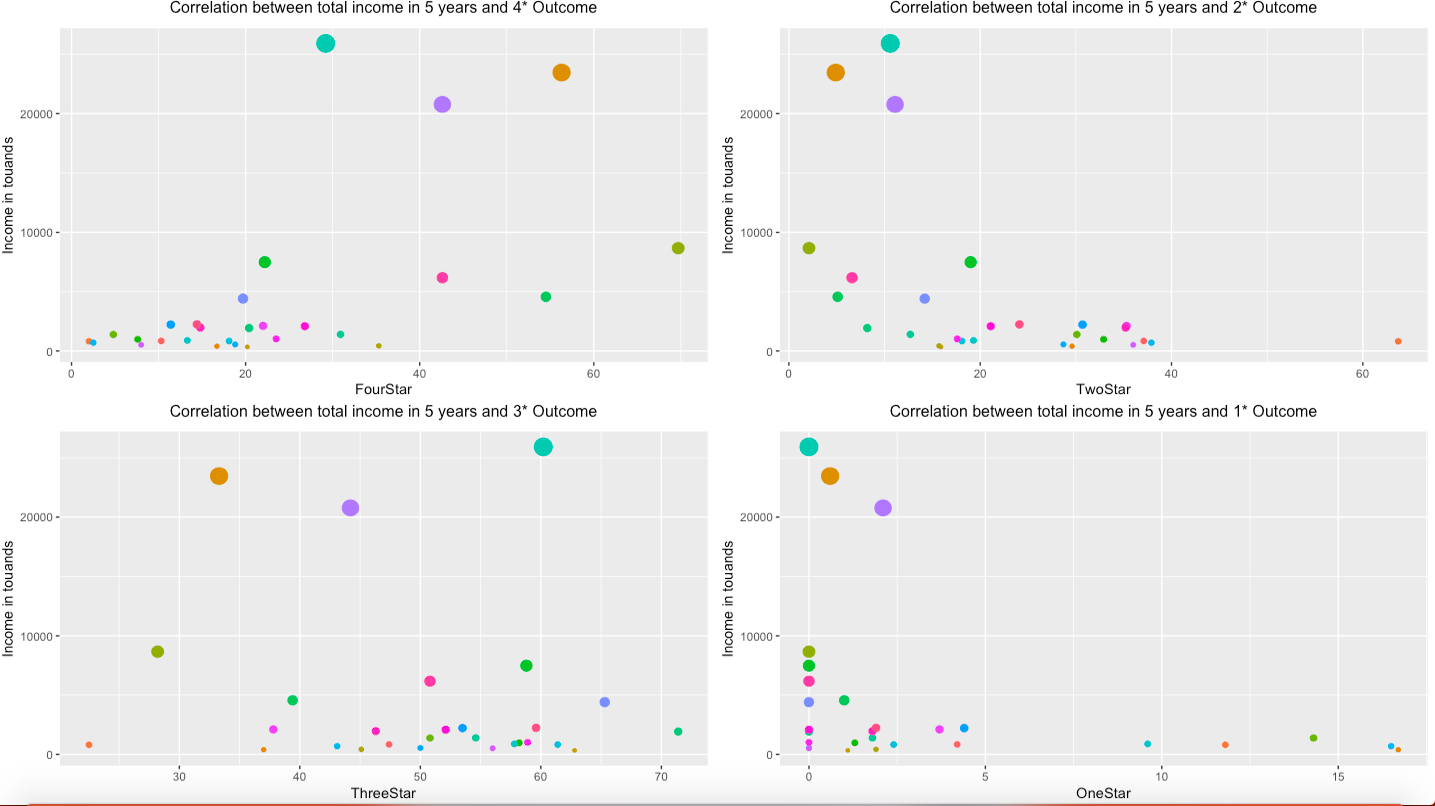 Correlation between total income in 5 years and 4* Outcome
Income in touands
20000
10000
0
0 20 40 60
FourStar
Correlation between total income in 5 years and 2* Outcome
Income in touands
20000
10000
0
0 20 40 60
TwoStar
Correlation between total income in 5 years and 3* Outcome
Income in touands
20000
10000
0
30 40 50 60 70
ThreeStar
Correlation between total income in 5 years and 1* Outcome
Income in touands
20000
10000
0
0 5 10 15
OneStar